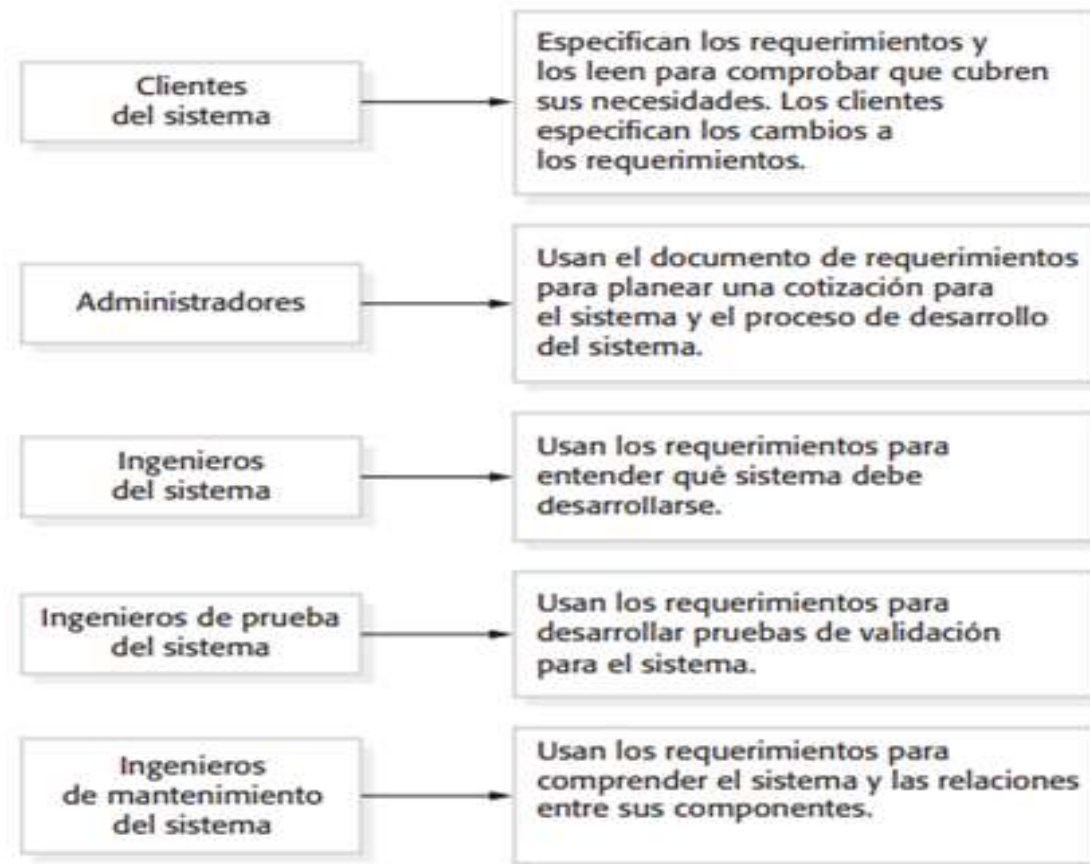 Clientes
del sistema
Especifican los requerimientos y
los leen para comprobar que cubren
sus necesidades. Los clientes
especifican los cambios a
los requerimientos.
Administradores
Usan el documento de requerimientos
para planear una cotización para
el sistema y el proceso de desarrollo
del sistema.
Ingenieros
del sistema
Usan los requerimientos para
entender qué sistema debe
desarrollarse.
Ingenieros de prueba
del sistema
Usan los requerimientos para
desarrollar pruebas de validación
para el sistema.
Ingenieros
de mantenimiento
del sistema
Usan los requerimientos para
comprender el sistema y las relaciones
entre sus componentes.